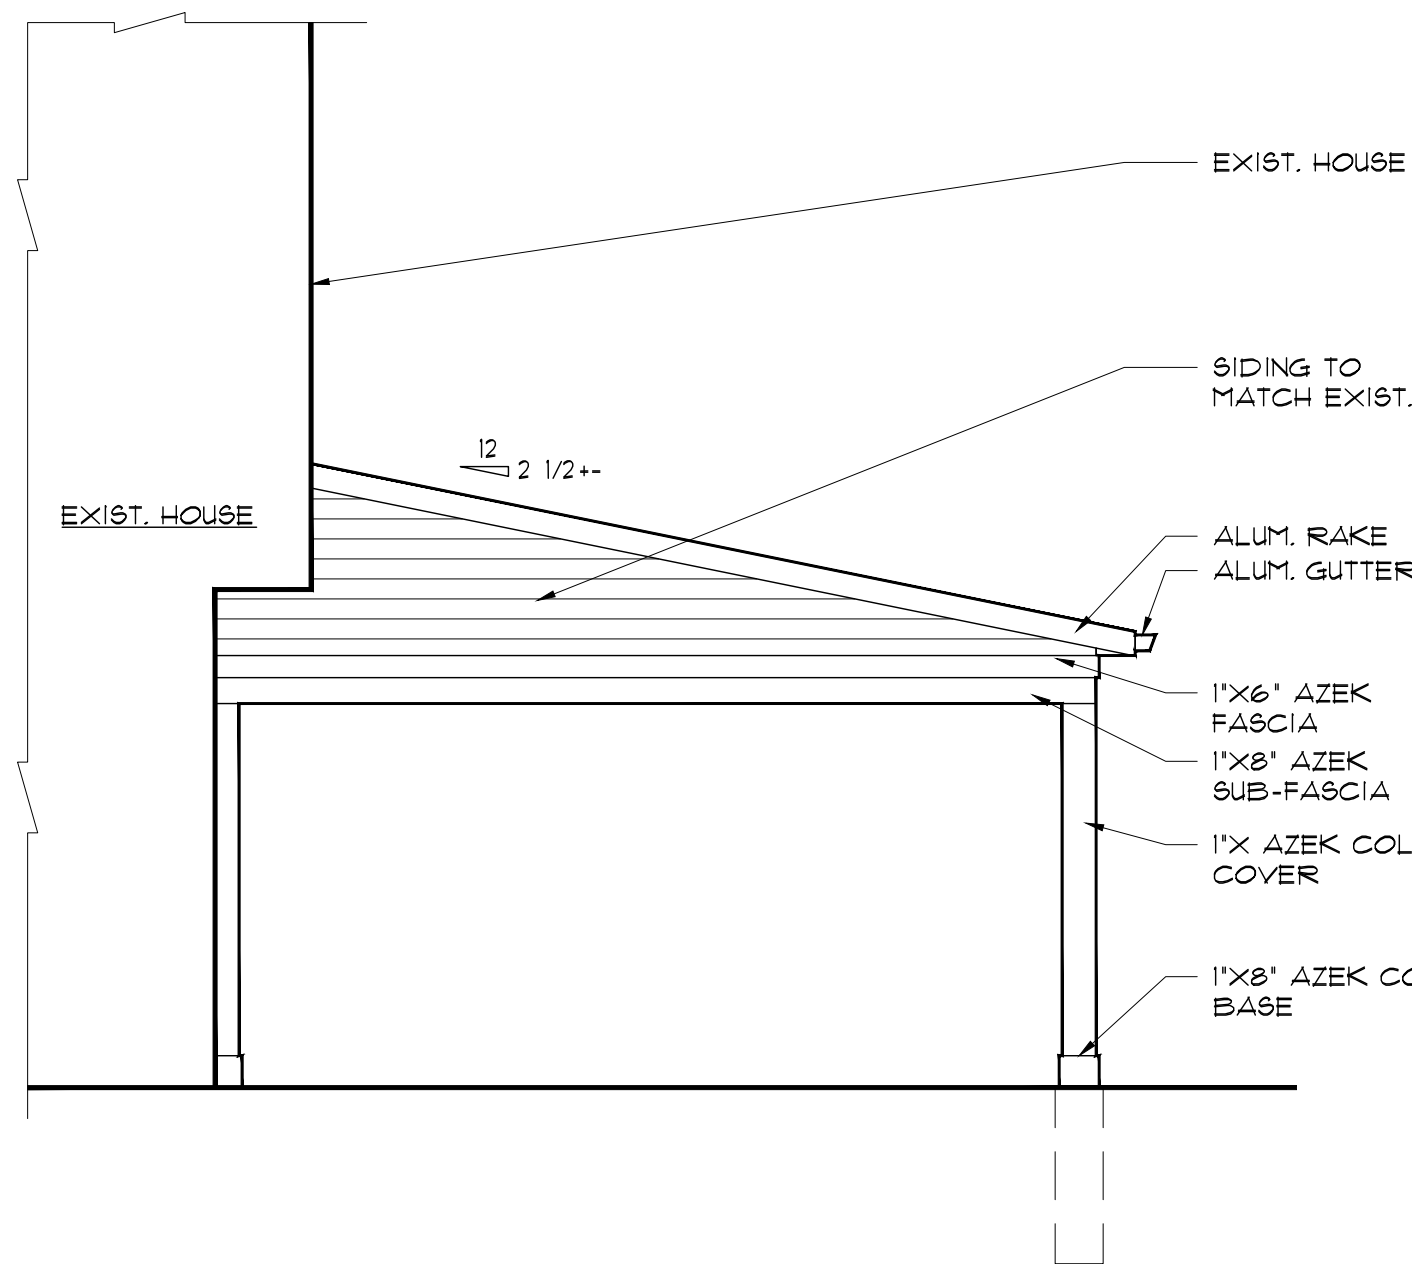 EXIST. HOUSE
SIDING TO
MATCH EXIST.
12
2 1/2+-
EXIST. HOUSE
ALUM. RAKE
ALUM. GUTTER
1"X6" AZEK
FASCIA
1"X8" AZEK
SUB-FASCIA
1"X AZEK COL
COVER
1"X8" AZEK
BASE